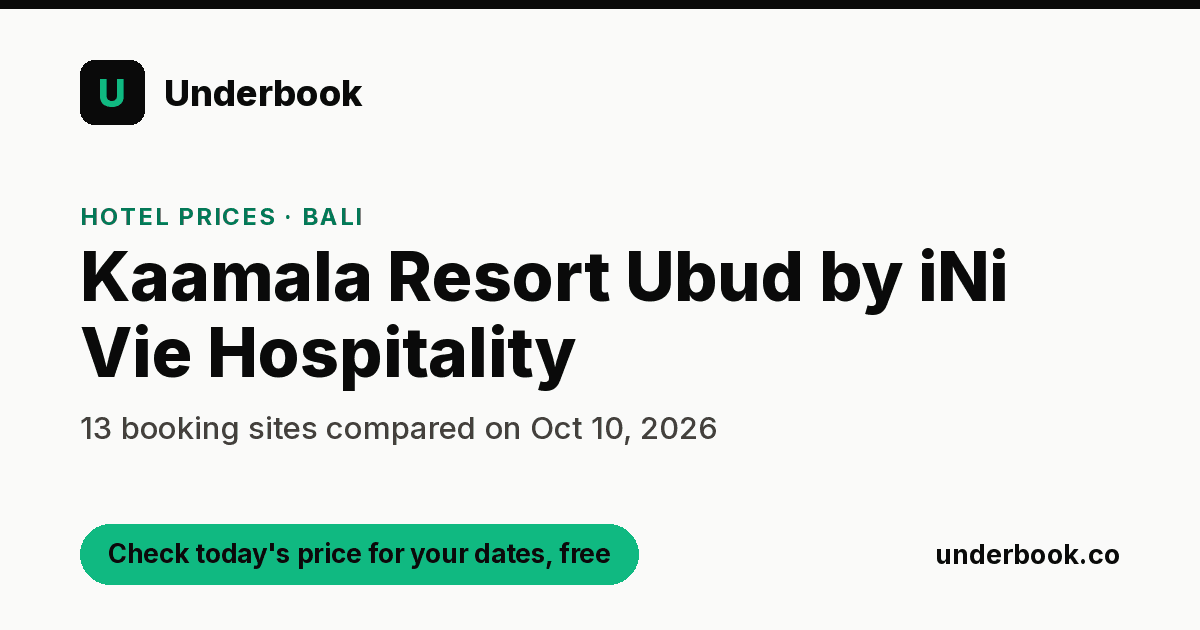 U Underbook
HOTEL PRICES · BALI
Kaamala Resort Ubud by iNi
Vie Hospitality
13 booking sites compared on Oct 10, 2026
Check today's price for your dates, free
underbook.co